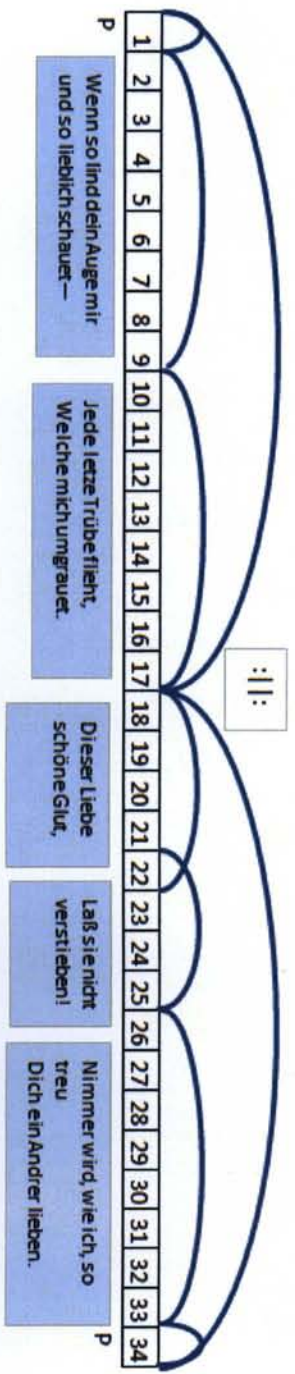 :||:
1 2 3 4 5 6 7 8 9 10 11 12 13 14 15 16 17 18 19 20 21 22 23 24 25 26 27 28 29 30 31 32 33 34
P
Wenn so lind dein Auge mir
und so lieblich schauet—
Jede letze Trübe flieht,
Welche mich umgrauet.
Dieser Liebe
schöne Glut,
Laß sie nicht
verstieben!
Nimmer wird, wie ich, so
treu
Dich ein Andrer lieben.
P